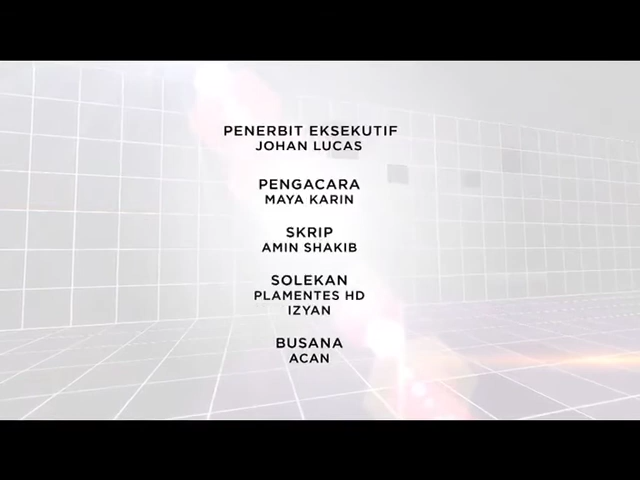 PENERBIT EKSEKUTIF
JOHAN LUCAS
PENGACARA
MAYA KARIN
SKRIP
AMIN SHAKIB
SOLEKAN
PLAMENTES HD
IZYAN
BUSANA
ACAN